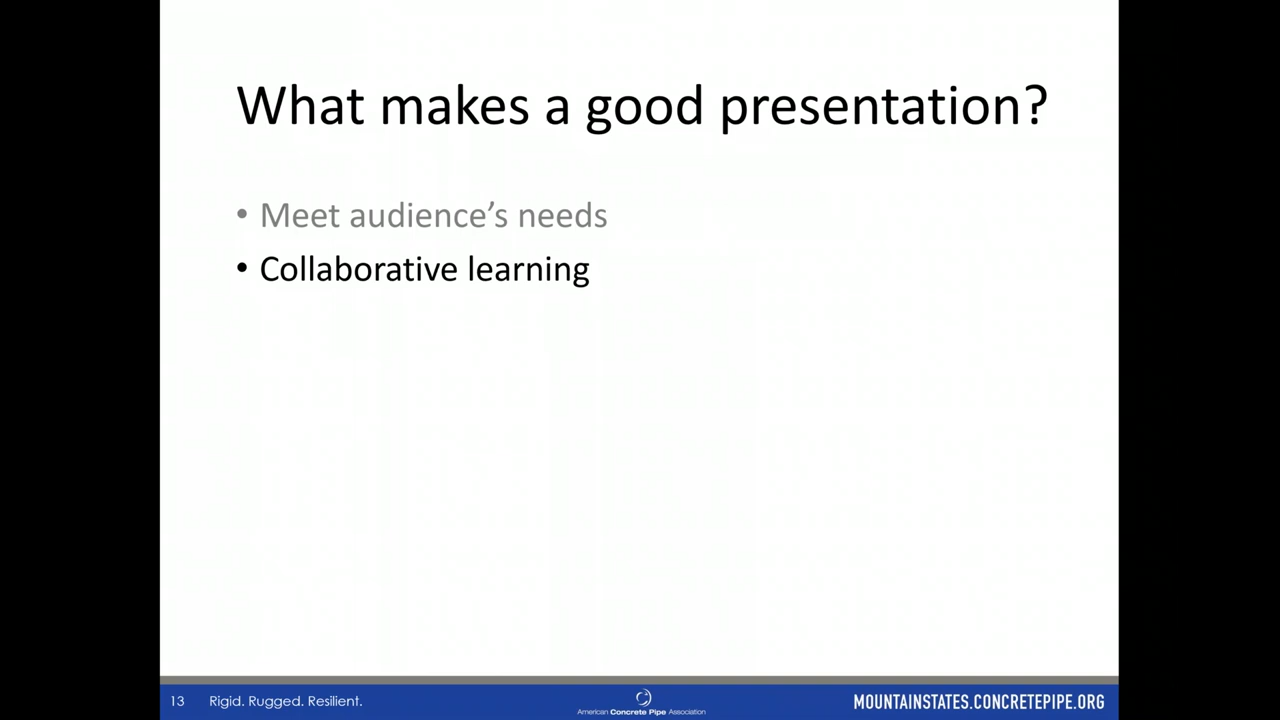 What makes a good presentation?
• Meet audience’s needs
• Collaborative learning
13 Rigid. Rugged. Resilient.
American Concrete Pipe Association
MOUNTAINSTATES.CONCRETEPIPE.ORG